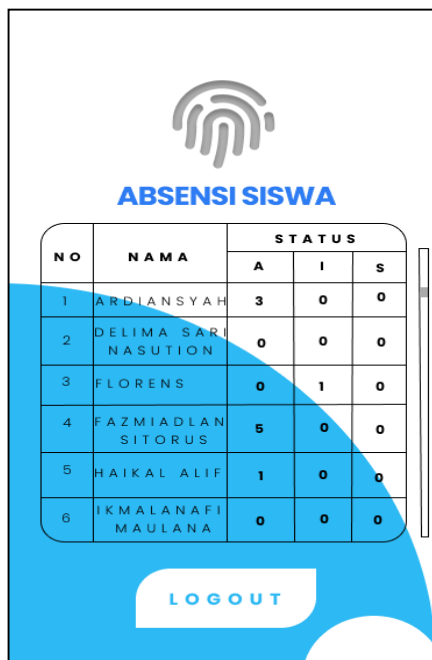 ABSENSI SISWA
NO NAMA STATUS
A I S
1 ARDIANSYAH 3 0 0
2 DELIMA SARI NASUTION 0 0 0
3 FLORENS 0 1 0
4 FAZMIADLAN SITORUS 5 0 0
5 HAIKAL ALIF 1 0 0
6 IKMALANAFI MAULANA 0 0 0
LOGOUT